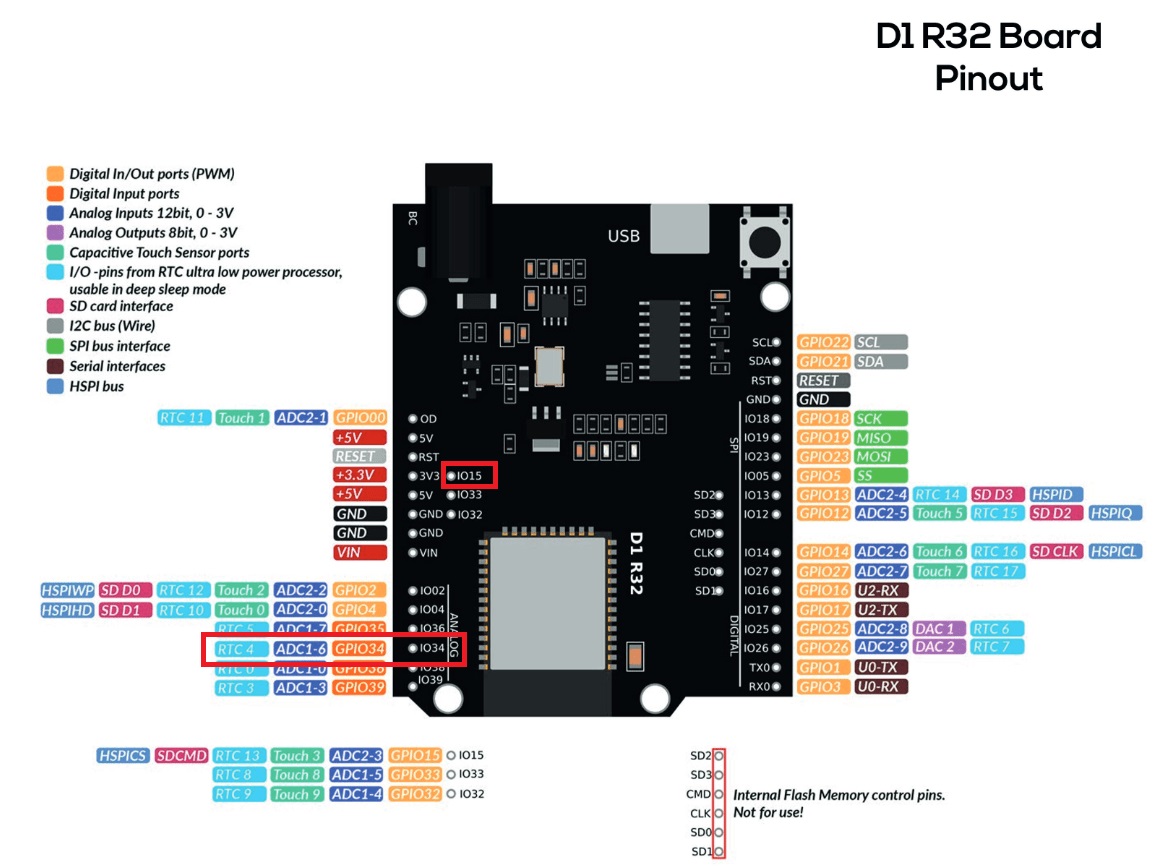 D1 R32 Board
Pinout
Digital In/Out ports (PWM)
Digital Input ports
Analog Inputs 12bit, 0 - 3V
Analog Outputs 8bit, 0 - 3V
Capacitive Touch Sensor ports
I/O -pins from RTC ultra low power processor,
usable in deep sleep mode
SD card interface
I2C bus (Wire)
SPI bus interface
Serial interfaces
HSPI bus
BC
USB
RTC 11 Touch 1 ADC2-1 GPIO00 OD
+5V 5V
RESET RST
+3.3V 3V3 IO15
+5V 5V IO33
GND GND IO32
GND GND
VIN VIN
HSPIWP SD D0 RTC 12 Touch 2 ADC2-2 GPIO2 IO02
HSPIHD SD D1 RTC 10 Touch 0 ADC2-0 GPIO4 IO04
RTC 5 ADC1-7 GPIO35 IO36
RTC 4 ADC1-6 GPIO34 IO34
ADC1-0 IO38
RTC 3 ADC1-3 GPIO39 IO39
ANALOG
D1 R32
SCL GPIO22 SCL
SDA GPIO21 SDA
RST RESET
GND GND
IO18 GPIO18 SCK
IO19 GPIO19 MISO
IO23 GPIO23 MOSI
IO05 GPIO5 SS
SPI
SD2 IO13 GPIO13 ADC2-4 RTC 14 SD D3 HSPID
SD3 IO12 GPIO12 ADC2-5 Touch 5 RTC 15 SD D2 HSPIQ
CMD
CLK IO14 GPIO14 ADC2-6 Touch 6 RTC 16 SD CLK HSPICL
SD0 IO27 GPIO27 ADC2-7 Touch 7 RTC 17
SD1 IO16 GPIO16 U2-RX
IO17 GPIO17 U2-TX
IO25 GPIO25 ADC2-8 DAC 1 RTC 6
IO26 GPIO26 ADC2-9 DAC 2 RTC 7
TX0 GPIO1 U0-TX
RX0 GPIO3 U0-RX
DIGITAL
HSPICS SDCMD RTC 13 Touch 3 ADC2-3 GPIO15 IO15
RTC 8 Touch 8 ADC1-5 GPIO33 IO33
RTC 9 Touch 9 ADC1-4 GPIO32 IO32
SD2
SD3
CMD
CLK
SD0
SD1
Internal Flash Memory control pins.
Not for use!